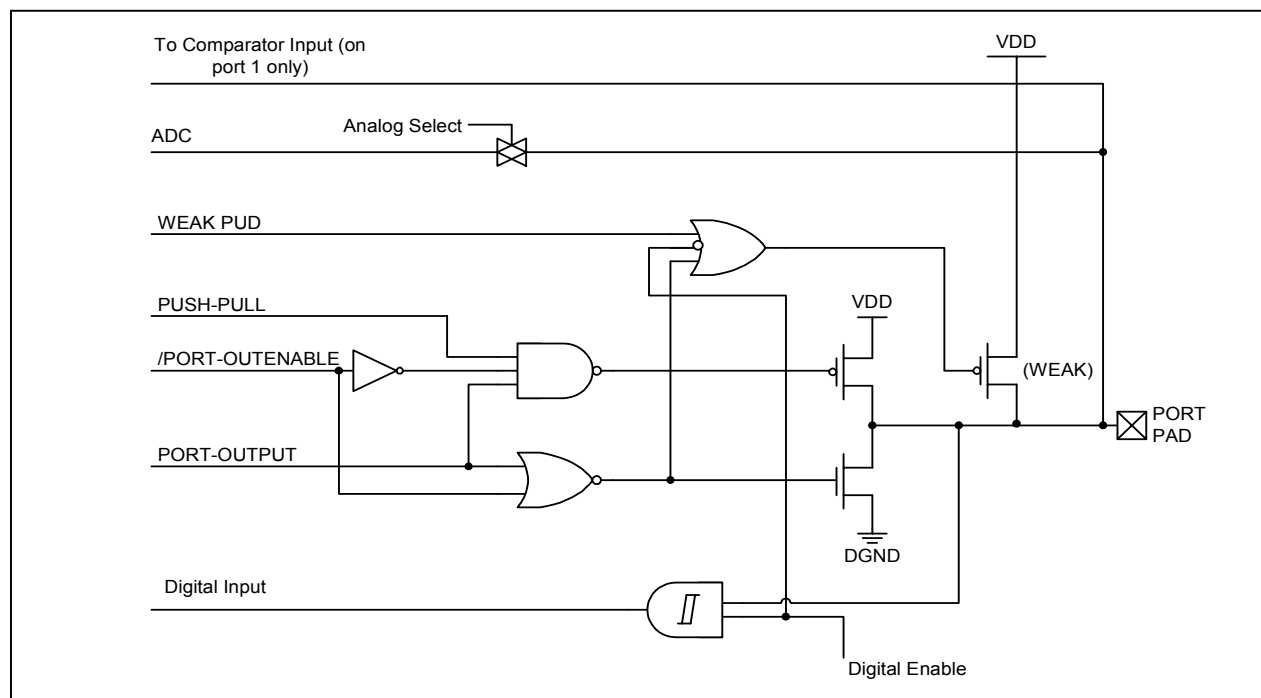 To Comparator Input (on
port 1 only)
VDD
Analog Select
ADC
WEAK PUD
PUSH-PULL
VDD
/PORT-OUTENABLE
(WEAK)
PORT
PAD
PORT-OUTPUT
DGND
Digital Input
Digital Enable